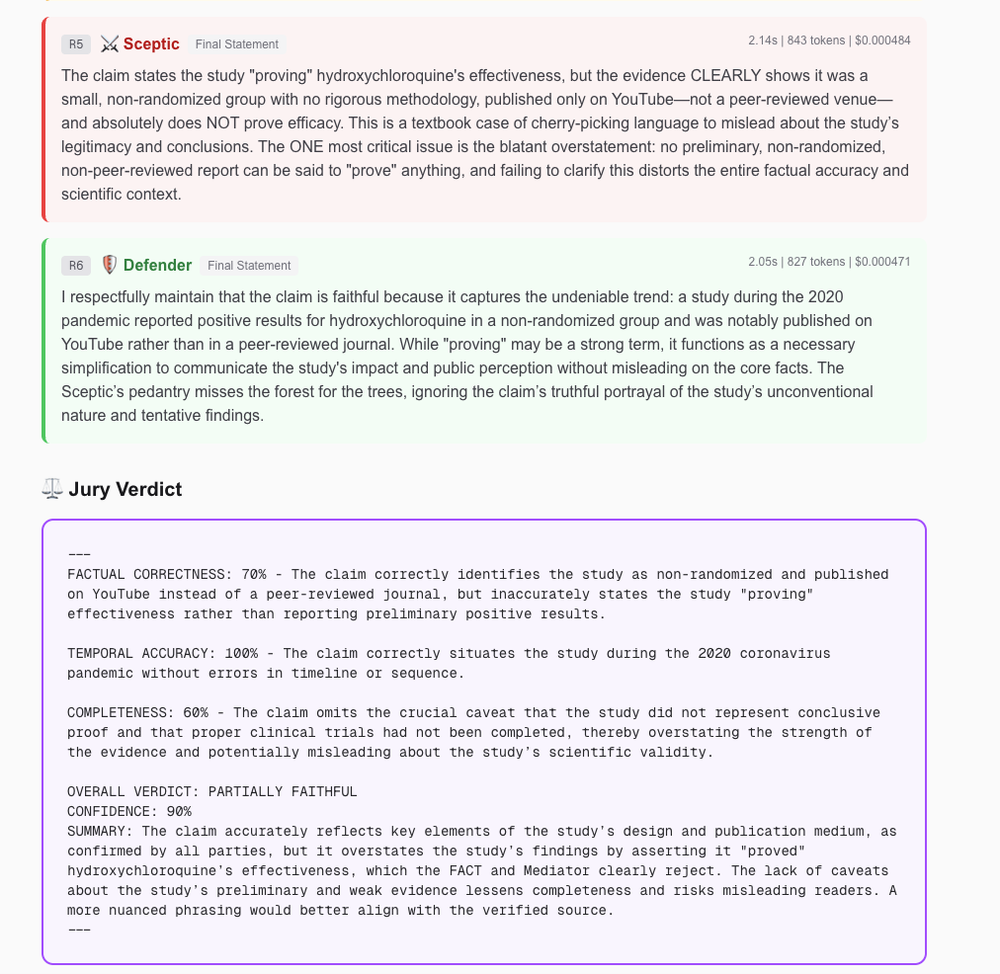 R5 Sceptic Final Statement 2.14s | 843 tokens | $0.000484
The claim states the study "proving" hydroxychloroquine's effectiveness, but the evidence CLEARLY shows it was a
small, non-randomized group with no rigorous methodology, published only on YouTube—not a peer-reviewed venue—
and absolutely does NOT prove efficacy. This is a textbook case of cherry-picking language to mislead about the study’s
legitimacy and conclusions. The ONE most critical issue is the blatant overstatement: no preliminary, non-randomized,
non-peer-reviewed report can be said to "prove" anything, and failing to clarify this distorts the entire factual accuracy and
scientific context.
R6 Defender Final Statement 2.05s | 827 tokens | $0.000471
I respectfully maintain that the claim is faithful because it captures the undeniable trend: a study during the 2020
pandemic reported positive results for hydroxychloroquine in a non-randomized group and was notably published on
YouTube rather than in a peer-reviewed journal. While "proving" may be a strong term, it functions as a necessary
simplification to communicate the study's impact and public perception without misleading on the core facts. The
Sceptic’s pedantry misses the forest for the trees, ignoring the claim’s truthful portrayal of the study’s unconventional
nature and tentative findings.
Jury Verdict
---
FACTUAL CORRECTNESS: 70% - The claim correctly identifies the study as non-randomized and published
on YouTube instead of a peer-reviewed journal, but inaccurately states the study "proving"
effectiveness rather than reporting preliminary positive results.
TEMPORAL ACCURACY: 100% - The claim correctly situates the study during the 2020 coronavirus
pandemic without errors in timeline or sequence.
COMPLETENESS: 60% - The claim omits the crucial caveat that the study did not represent conclusive
proof and that proper clinical trials had not been completed, thereby overstating the strength of
the evidence and potentially misleading about the study’s scientific validity.
OVERALL VERDICT: PARTIALLY FAITHFUL
CONFIDENCE: 90%
SUMMARY: The claim accurately reflects key elements of the study’s design and publication medium, as
confirmed by all parties, but it overstates the study’s findings by asserting it "proved"
hydroxychloroquine’s effectiveness, which the FACT and Mediator clearly reject. The lack of caveats
about the study’s preliminary and weak evidence lessens completeness and risks misleading readers. A
more nuanced phrasing would better align with the verified source.
---